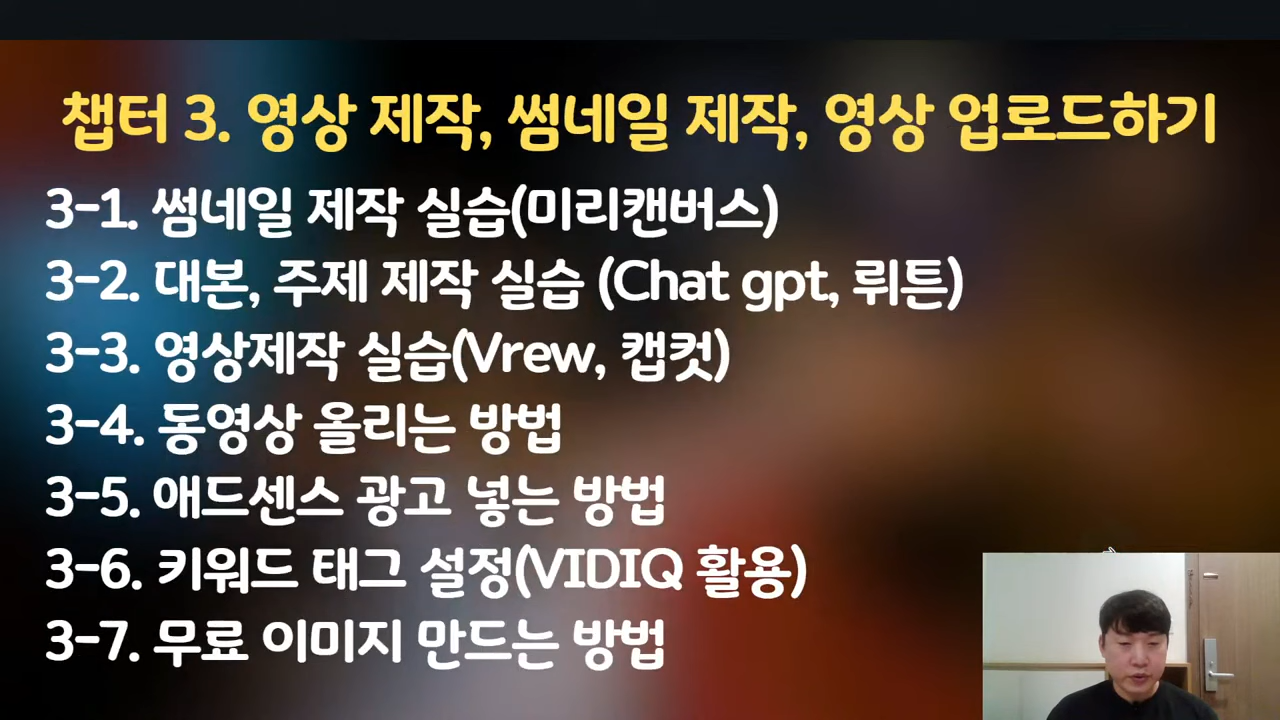 챕터 3. 영상 제작, 썸네일 제작, 영상 업로드하기
3-1. 썸네일 제작 실습(미리캔버스)
3-2. 대본, 주제 제작 실습 (Chat gpt, 뤼튼)
3-3. 영상제작 실습(Vrew, 캡컷)
3-4. 동영상 올리는 방법
3-5. 애드센스 광고 넣는 방법
3-6. 키워드 태그 설정(VIDIQ 활용)
3-7. 무료 이미지 만드는 방법